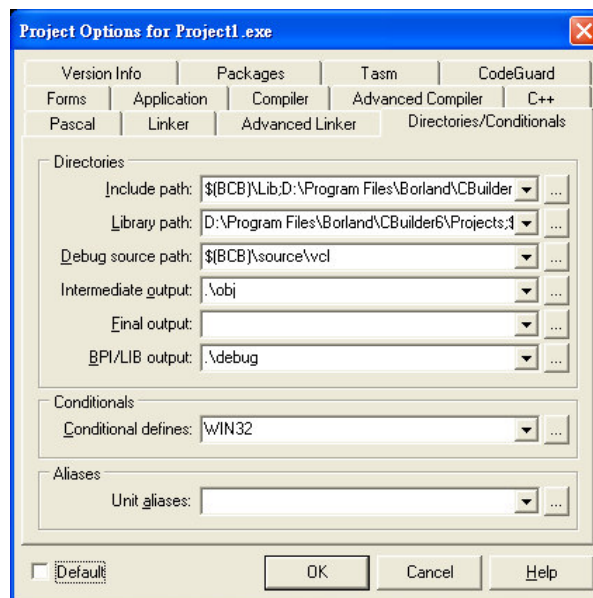 Project Options for Project1.exe
Version Info Packages Tasm CodeGuard
Forms Application Compiler Advanced Compiler C++
Pascal Linker Advanced Linker Directories/Conditionals
Directories
Include path: $(BCB)\Lib;D:\Program Files\Borland\CBuilder ...
Library path: D:\Program Files\Borland\CBuilder6\Projects;$ ...
Debug source path: $(BCB)\source\vcl ...
Intermediate output: .\obj ...
Final output: ...
BPI/LIB output: .\debug ...
Conditionals
Conditional defines: WIN32 ...
Aliases
Unit aliases: ...
Default OK Cancel Help